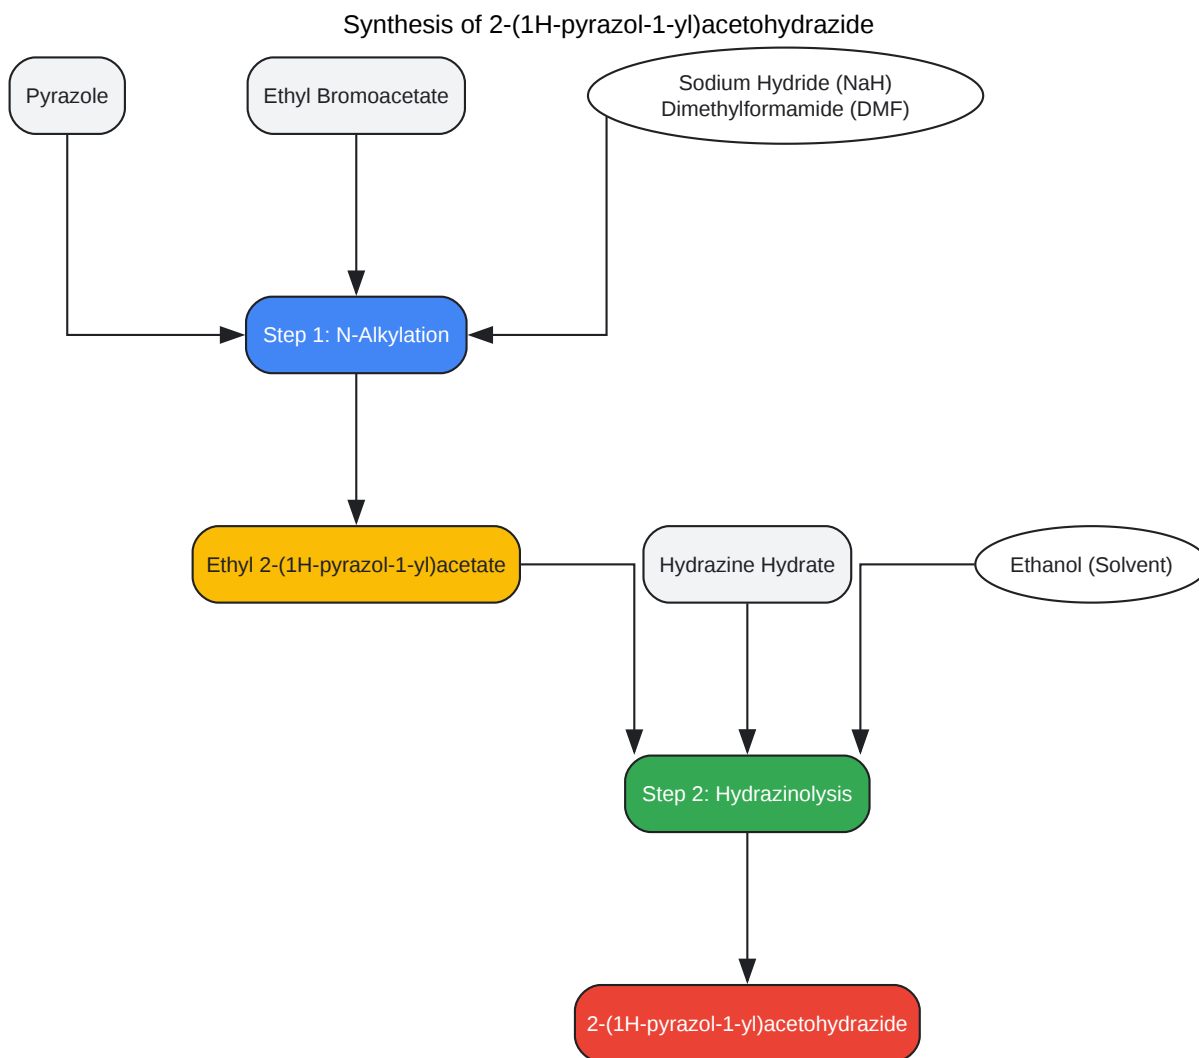 Synthesis of 2-(1H-pyrazol-1-yl)acetohydrazide
Pyrazole
Ethyl Bromoacetate
Sodium Hydride (NaH)
Dimethylformamide (DMF)
Step 1: N-Alkylation
Ethyl 2-(1H-pyrazol-1-yl)acetate
Hydrazine Hydrate
Ethanol (Solvent)
Step 2: Hydrazinolysis
2-(1H-pyrazol-1-yl)acetohydrazide